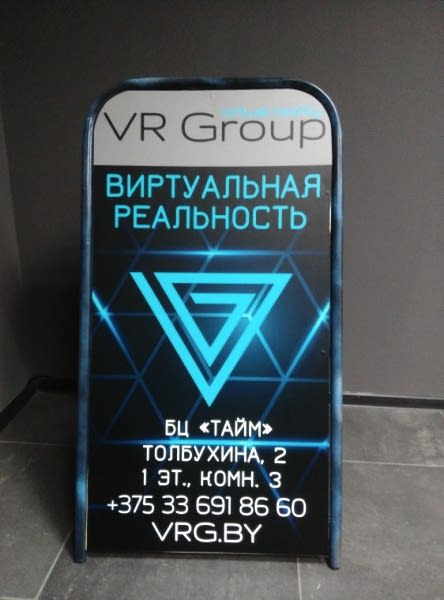 VR Group
ВИРТУАЛЬНАЯ
РЕАЛЬНОСТЬ
БЦ «ТАЙМ»
ТОЛБУХИНА, 2
1 ЭТ., КОМН. 3
+375 33 691 86 60
VRG.BY